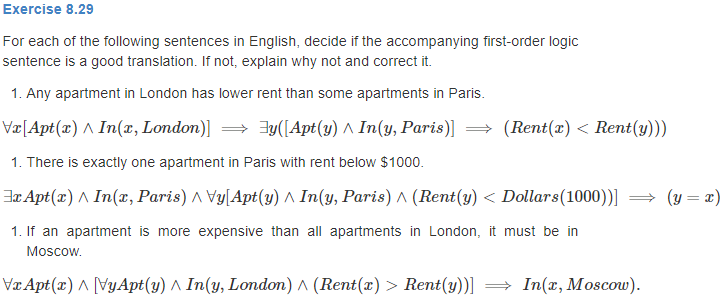 Exercise 8.29
For each of the following sentences in English, decide if the accompanying first-order logic
sentence is a good translation. If not, explain why not and correct it.
1. Any apartment in London has lower rent than some apartments in Paris.
∀x[Apt(x) ∧ In(x, London)] ⟹ ∃y([Apt(y) ∧ In(y, Paris)] ⟹ (Rent(x) < Rent(y)))
1. There is exactly one apartment in Paris with rent below $1000.
∃x Apt(x) ∧ In(x, Paris) ∧ ∀y[Apt(y) ∧ In(y, Paris) ∧ (Rent(y) < Dollars(1000))] ⟹ (y = x)
1. If an apartment is more expensive than all apartments in London, it must be in
Moscow.
∀x Apt(x) ∧ [∀y Apt(y) ∧ In(y, London) ∧ (Rent(x) > Rent(y))] ⟹ In(x, Moscow).